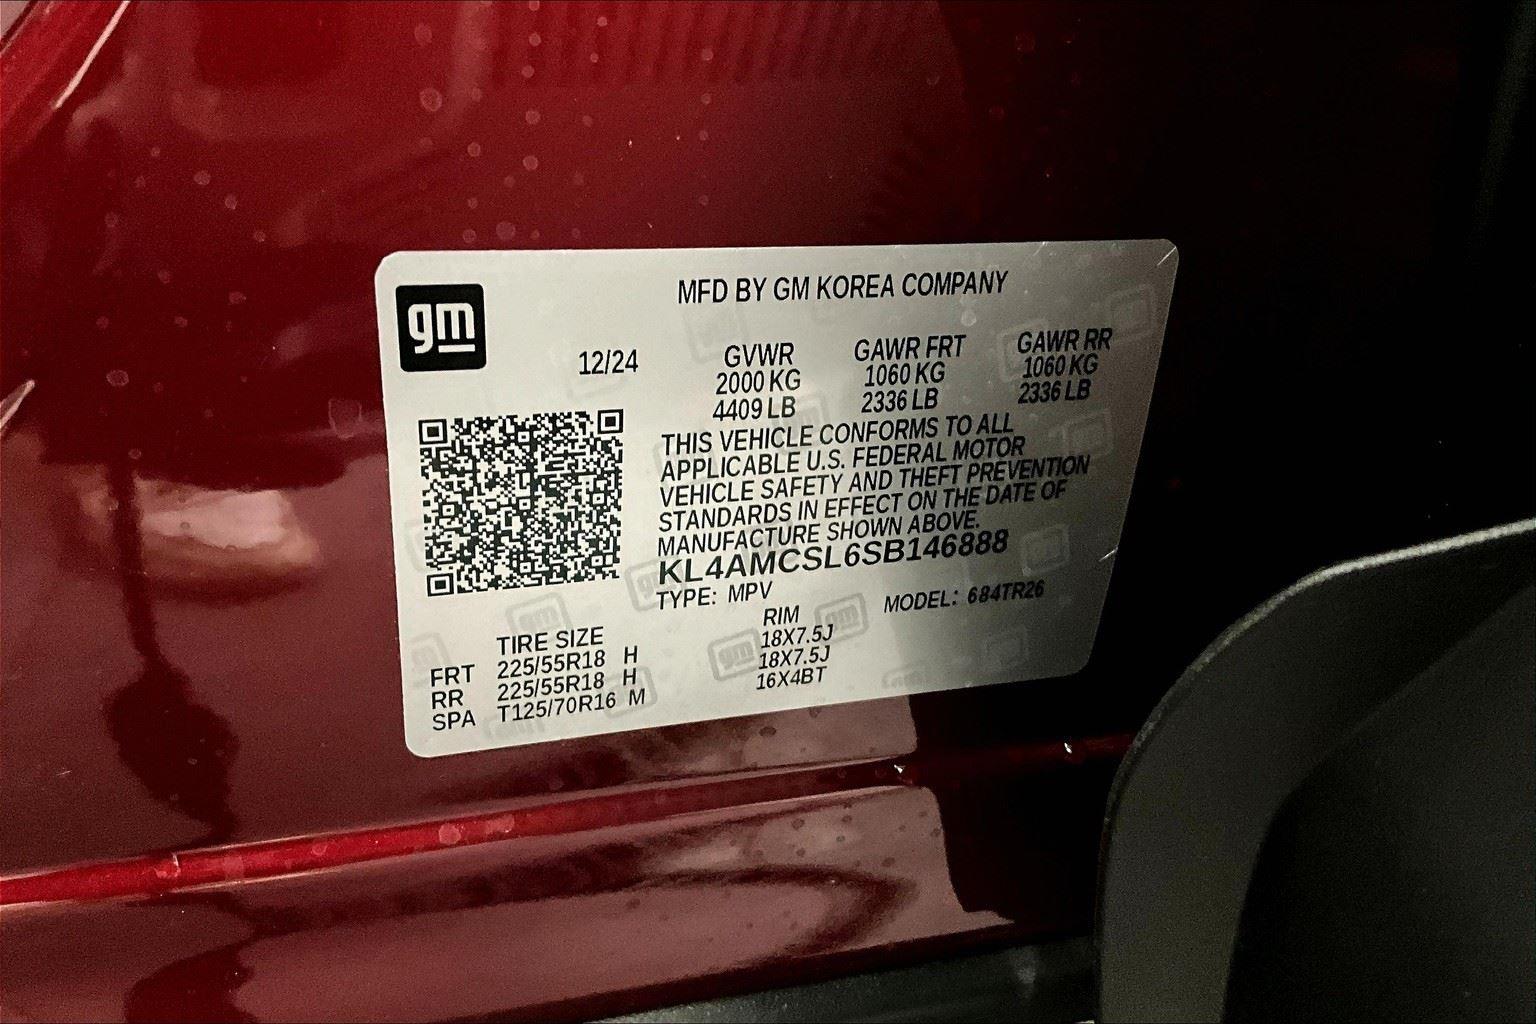 gm
MFD BY GM KOREA COMPANY
12/24 GVWR GAWR FRT GAWR RR
2000 KG 1060 KG 1060 KG
4409 LB 2336 LB 2336 LB
THIS VEHICLE CONFORMS TO ALL
APPLICABLE U.S. FEDERAL MOTOR
VEHICLE SAFETY AND THEFT PREVENTION
STANDARDS IN EFFECT ON THE DATE OF
MANUFACTURE SHOWN ABOVE.
KL4AMCSL6SB146888
TYPE: MPV MODEL: 684TR26
TIRE SIZE RIM
FRT 225/55R18 H 18X7.5J
RR 225/55R18 H 18X7.5J
SPA T125/70R16 M 16X4BT